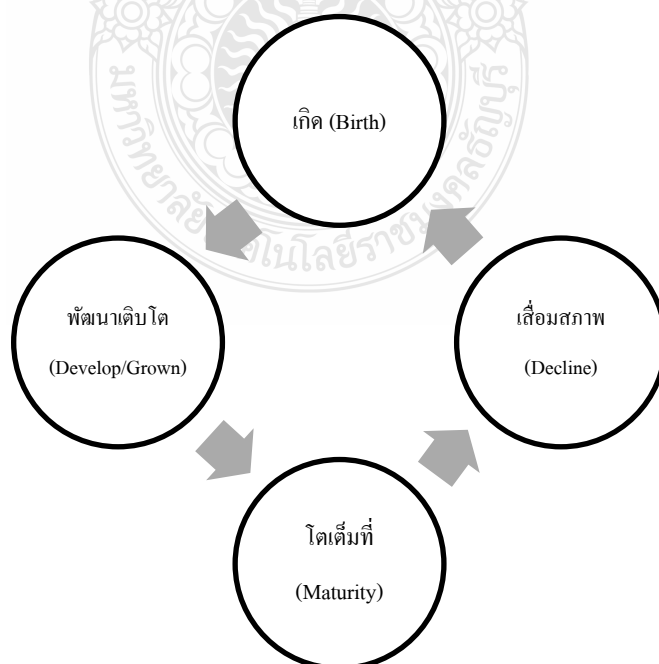 เกิด (Birth)
พัฒนาเติบโต
(Develop/Grown)
เสื่อมสภาพ
(Decline)
โตเต็มที่
(Maturity)